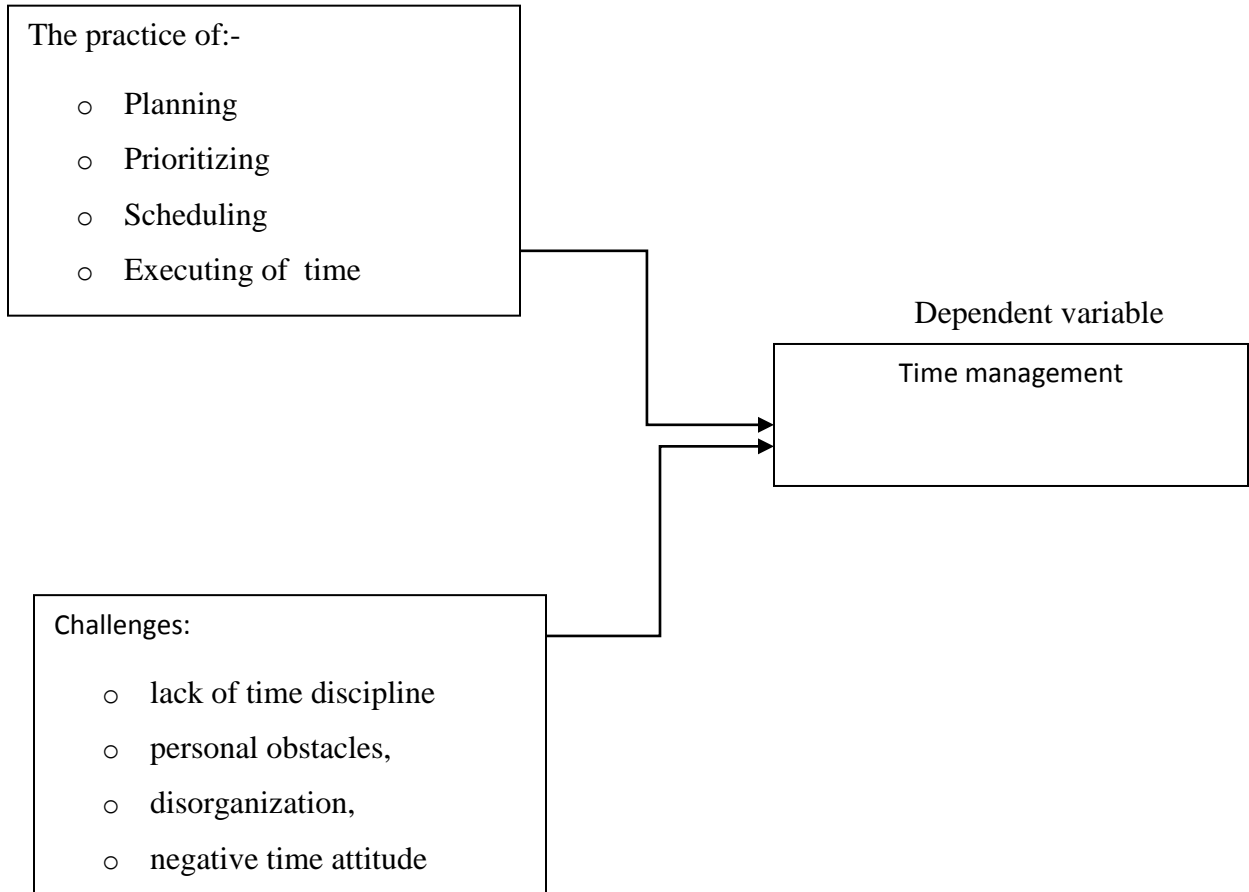 The practice of:-
o Planning
o Prioritizing
o Scheduling
o Executing of time
Dependent variable
Time management
Challenges:
o lack of time discipline
o personal obstacles,
o disorganization,
o negative time attitude